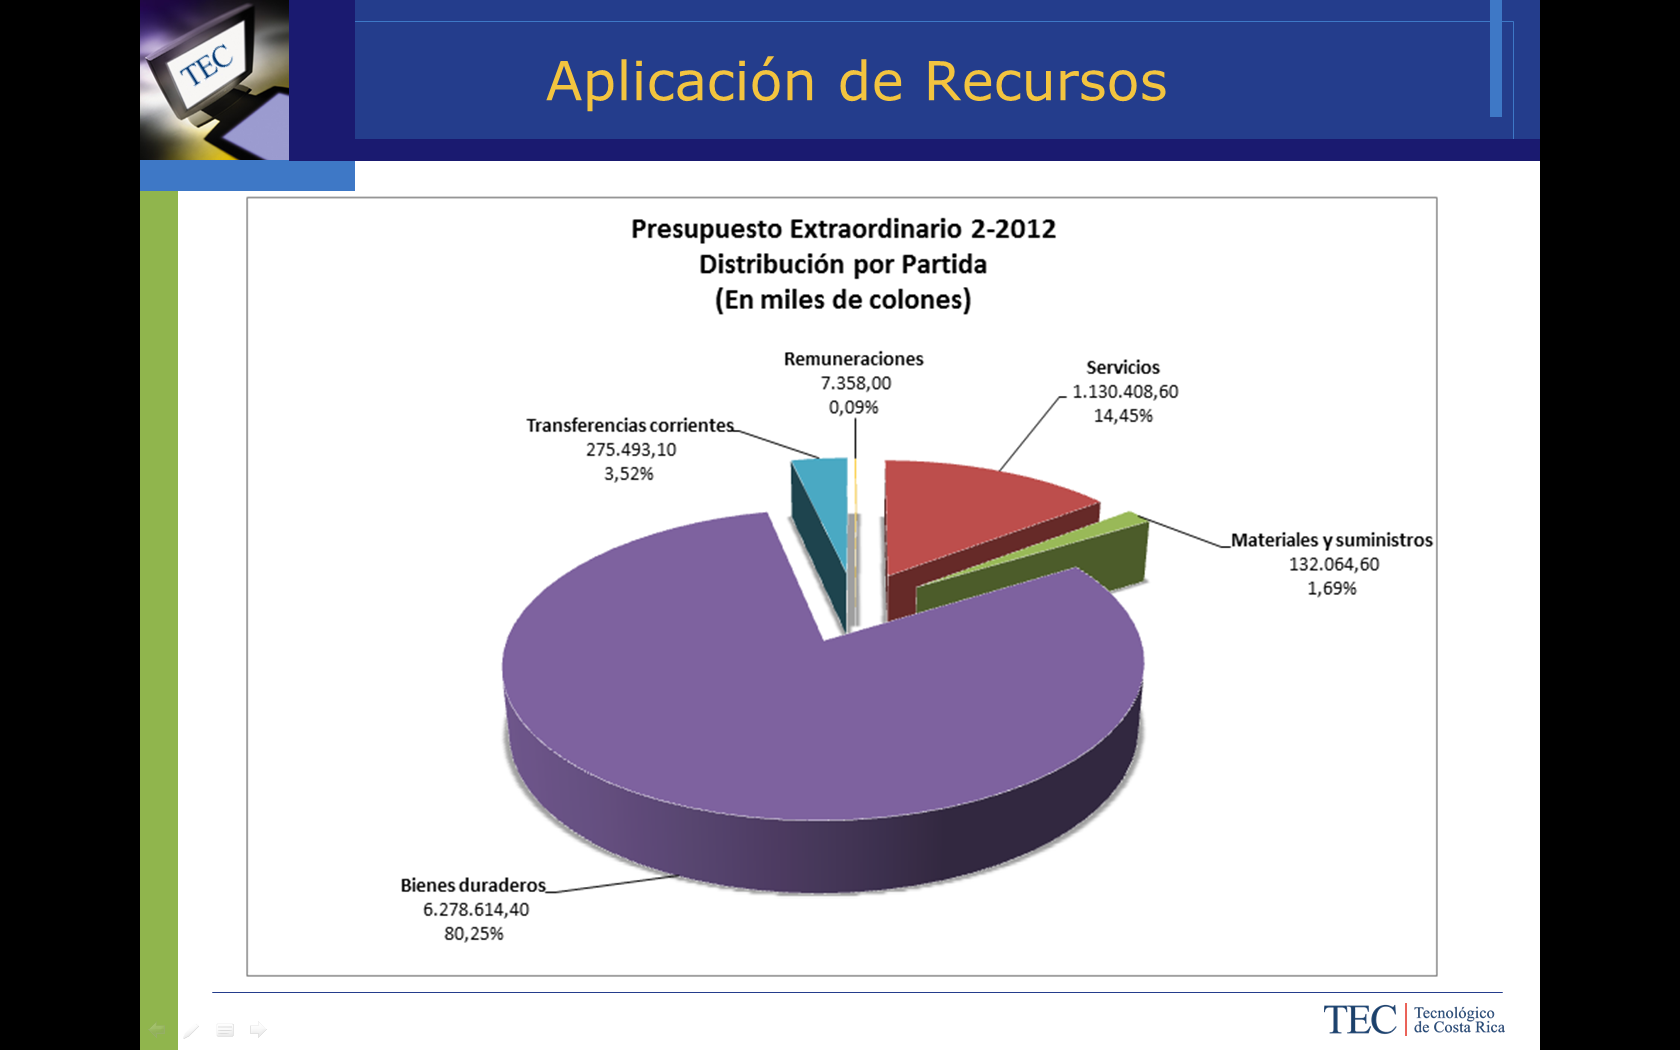 TEC
Aplicación de Recursos
Presupuesto Extraordinario 2-2012
Distribución por Partida
(En miles de colones)
Remuneraciones
7.358,00
0,09%
Servicios
1.130.408,60
14,45%
Transferencias corrientes
275.493,10
3,52%
Materiales y suministros
132.064,60
1,69%
Bienes duraderos
6.278.614,40
80,25%
TEC
Tecnológico
de Costa Rica